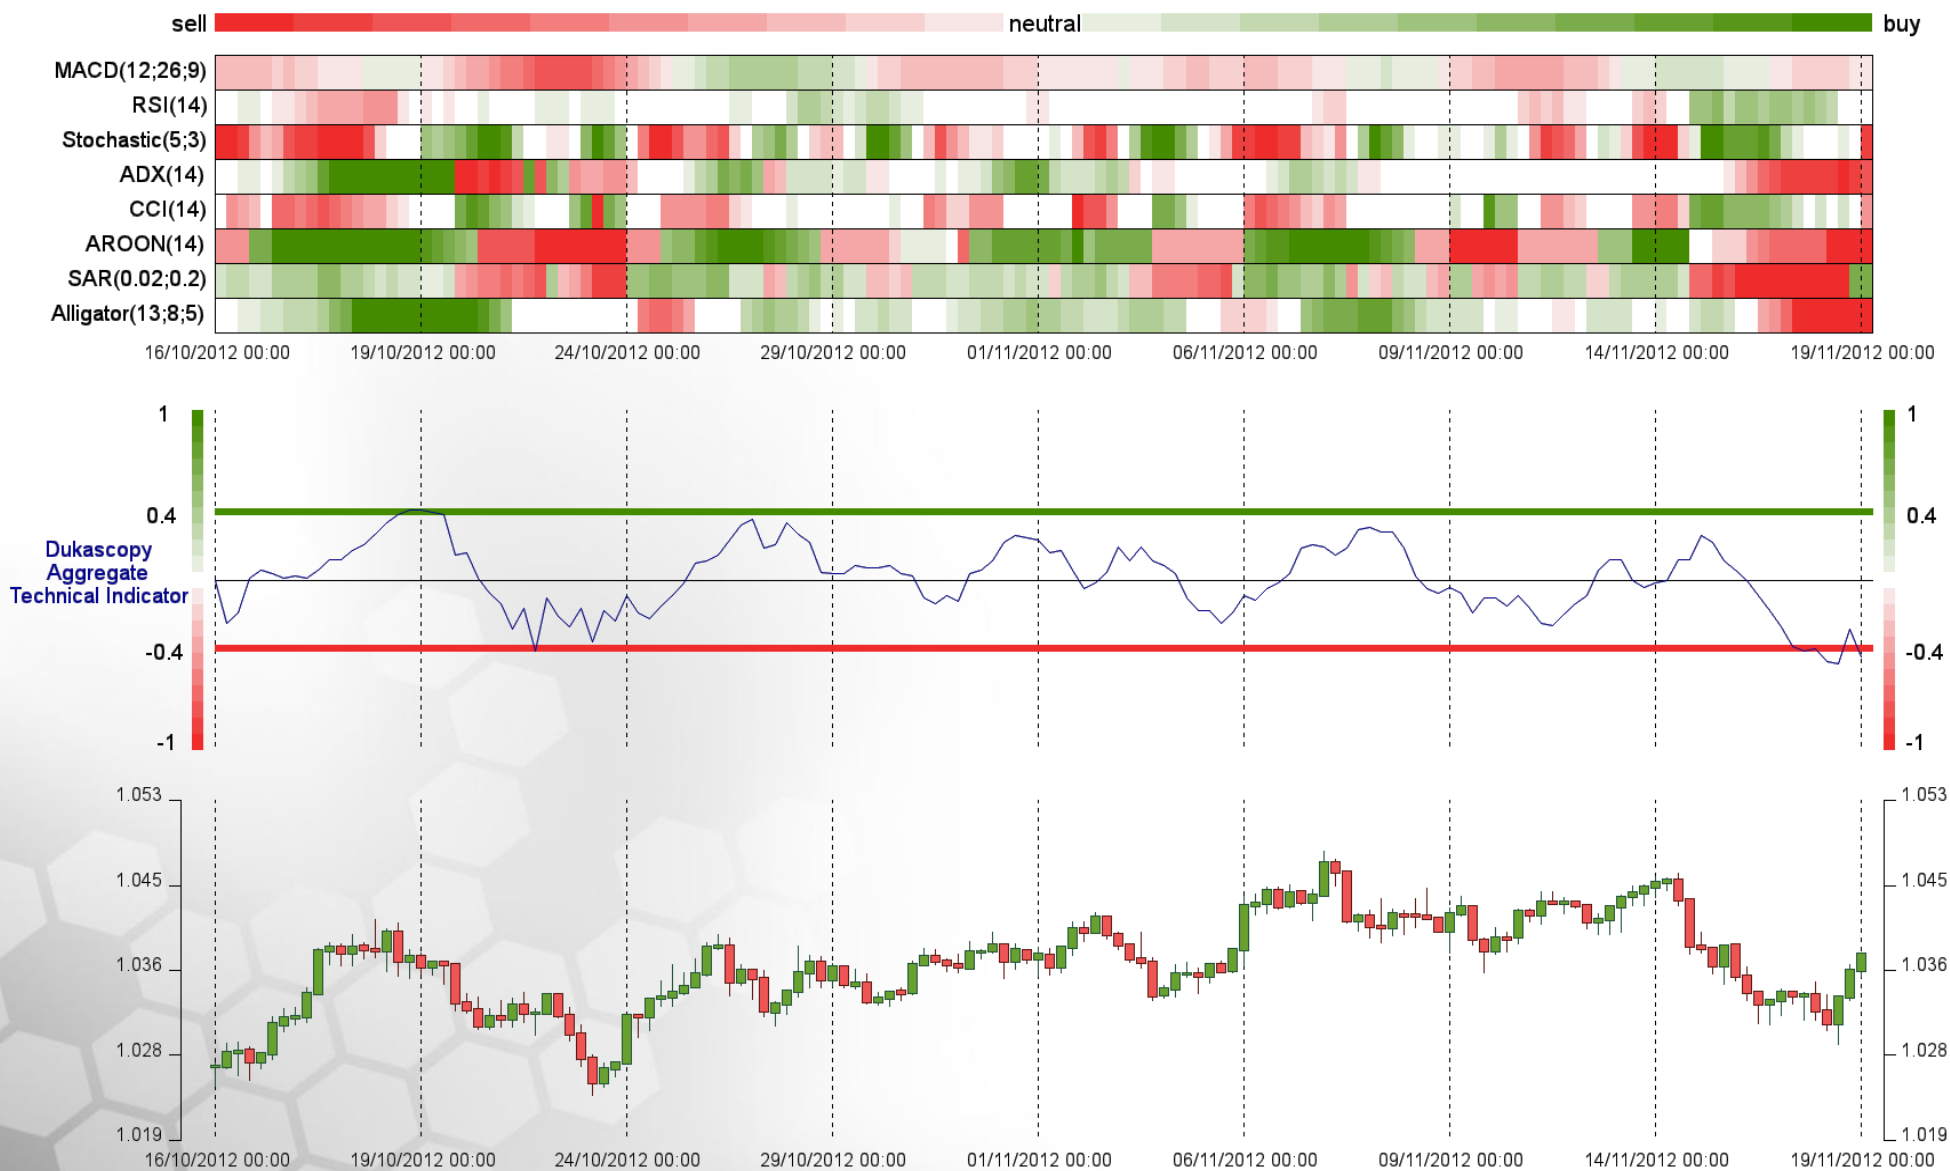 sell neutral buy
MACD(12;26;9)
RSI(14)
Stochastic(5;3)
ADX(14)
CCI(14)
AROON(14)
SAR(0.02;0.2)
Alligator(13;8;5)
16/10/2012 00:00 19/10/2012 00:00 24/10/2012 00:00 29/10/2012 00:00 01/11/2012 00:00 06/11/2012 00:00 09/11/2012 00:00 14/11/2012 00:00 19/11/2012 00:00
1 1
0.4 0.4
Dukascopy
Aggregate
Technical Indicator
-0.4 -0.4
-1 -1
1.053 1.053
1.045 1.045
1.036 1.036
1.028 1.028
1.019 1.019
16/10/2012 00:00 19/10/2012 00:00 24/10/2012 00:00 29/10/2012 00:00 01/11/2012 00:00 06/11/2012 00:00 09/11/2012 00:00 14/11/2012 00:00 19/11/2012 00:00